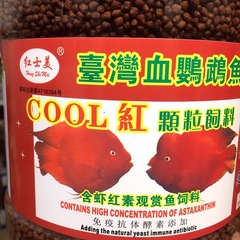 红士美
Hong Shi Mei
臺灣血鸚鵡魚
COOL 紅 顆粒飼料
含虾红素观赏鱼饲料
CONTAINS HIGH CONCENTRATION OF ASTAXANTHIN
免疫抗体酵素添加
Adding the natural yeast immune antibiotic